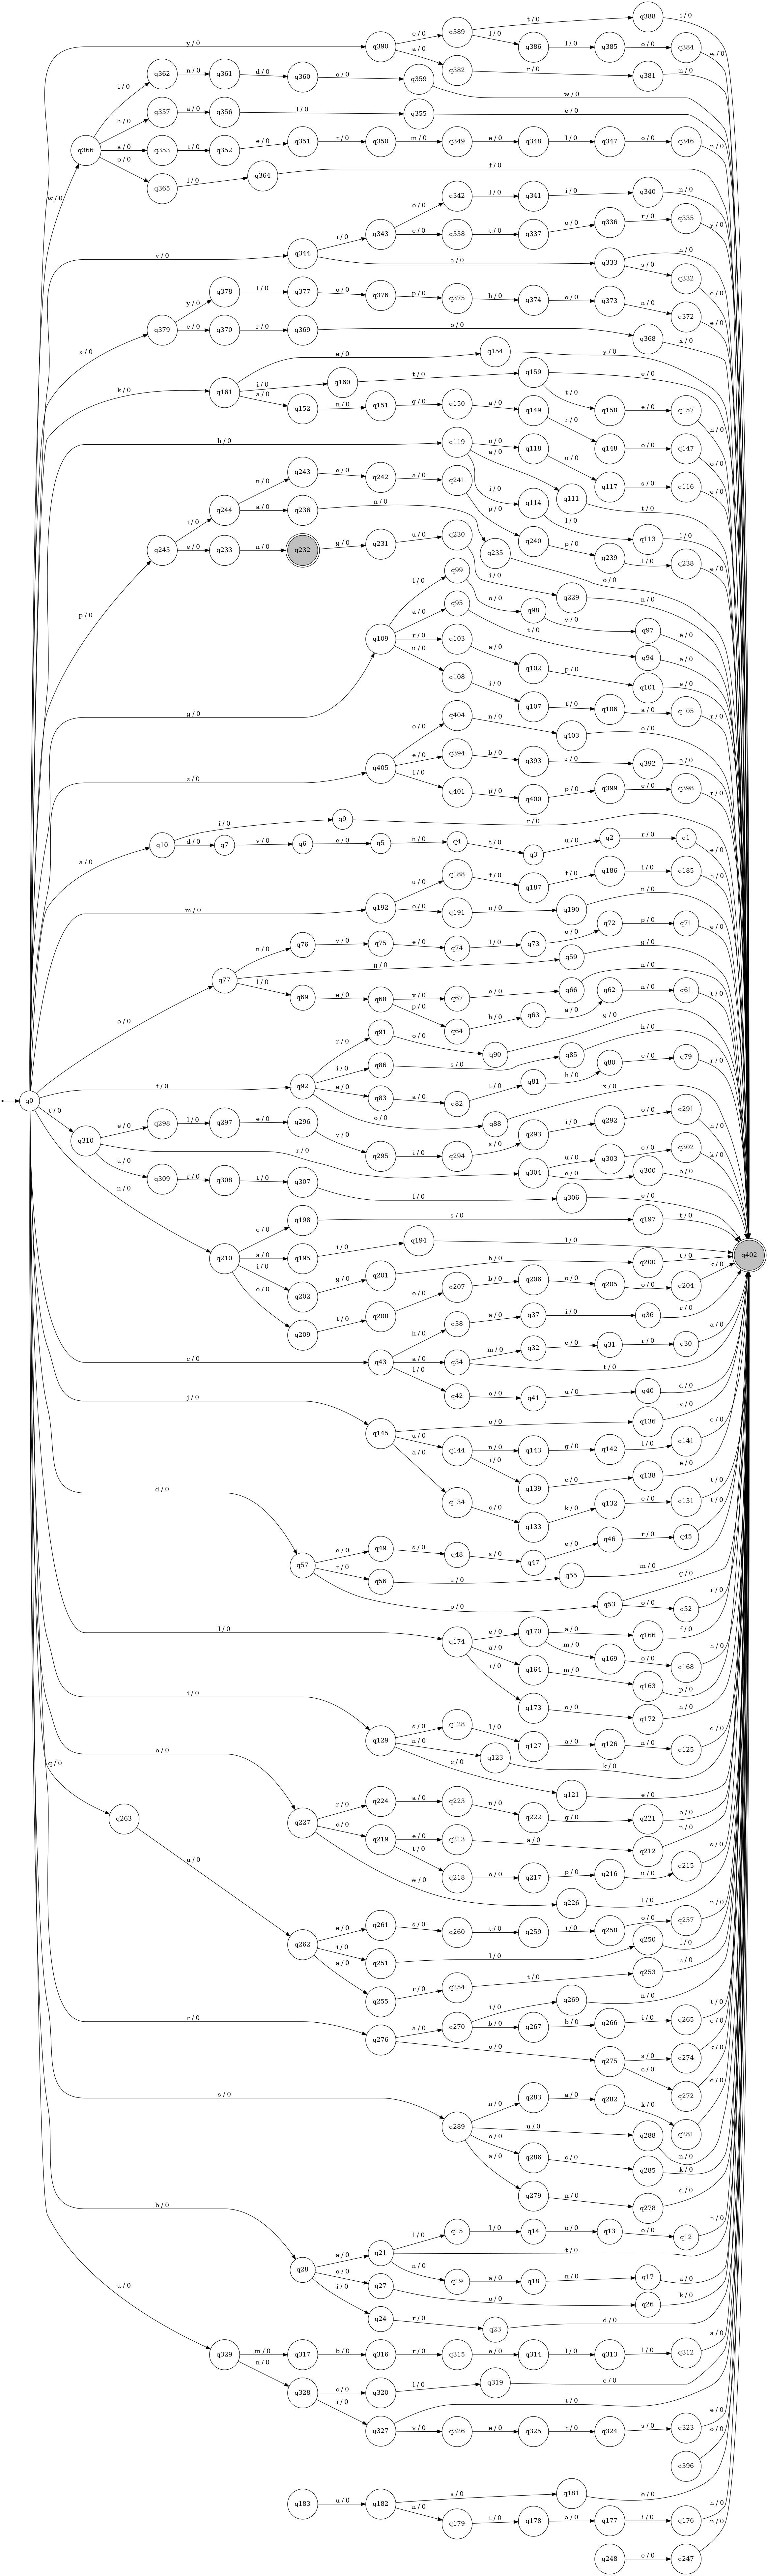 y / 0 q390 e / 0 q389 t / 0 q388 i / 0
l / 0 q386 l / 0 q385 o / 0 q384 w / 0
a / 0 q382 r / 0 q381 n / 0
q366 i / 0 q362 n / 0 q361 d / 0 q360 o / 0 q359 w / 0
h / 0 q357 a / 0 q356 l / 0 q355 e / 0
a / 0 q353 t / 0 q352 e / 0 q351 r / 0 q350 m / 0 q349 e / 0 q348 l / 0 q347 o / 0 q346 n / 0
w / 0 o / 0 q365 l / 0 q364 f / 0
v / 0 q344 i / 0 q343 o / 0 q342 l / 0 q341 i / 0 q340 n / 0
c / 0 q338 t / 0 q337 o / 0 q336 r / 0 q335 y / 0
a / 0 q333 n / 0
s / 0 q332 e / 0
x / 0 q379 y / 0 q378 l / 0 q377 o / 0 q376 p / 0 q375 h / 0 q374 o / 0 q373 n / 0 q372 e / 0
e / 0 q370 r / 0 q369 o / 0 q368 x / 0
k / 0 q161 e / 0 q154 y / 0
i / 0 q160 t / 0 q159 e / 0
t / 0 q158 e / 0 q157 n / 0
a / 0 q152 n / 0 q151 g / 0 q150 a / 0 q149 r / 0 q148 o / 0 q147 o / 0
h / 0 q119 o / 0 q118 u / 0 q117 s / 0 q116 e / 0
a / 0 q111 t / 0
i / 0 q114 l / 0 q113 l / 0
p / 0 q245 i / 0 q244 n / 0 q243 e / 0 q242 a / 0 q241 p / 0 q240 p / 0 q239 l / 0 q238 e / 0
a / 0 q236 n / 0 q235 o / 0
e / 0 q233 n / 0 q232 g / 0 q231 u / 0 q230 i / 0 q229 n / 0
g / 0 q109 l / 0 q99 o / 0 q98 v / 0 q97 e / 0
a / 0 q95 t / 0 q94 e / 0
r / 0 q103 a / 0 q102 p / 0 q101 e / 0
u / 0 q108 i / 0 q107 t / 0 q106 a / 0 q105 r / 0
z / 0 q405 o / 0 q404 n / 0 q403 e / 0
e / 0 q394 b / 0 q393 r / 0 q392 a / 0
i / 0 q401 p / 0 q400 p / 0 q399 e / 0 q398 r / 0
a / 0 q10 i / 0 q9 r / 0
d / 0 q7 v / 0 q6 e / 0 q5 n / 0 q4 t / 0 q3 u / 0 q2 r / 0 q1 e / 0
m / 0 q192 u / 0 q188 f / 0 q187 f / 0 q186 i / 0 q185 n / 0
o / 0 q191 o / 0 q190 n / 0
e / 0 q77 n / 0 q76 v / 0 q75 e / 0 q74 l / 0 q73 o / 0 q72 p / 0 q71 e / 0
g / 0 q59 g / 0
l / 0 q69 e / 0 q68 v / 0 q67 e / 0 q66 n / 0
p / 0 q64 h / 0 q63 a / 0 q62 n / 0 q61 t / 0
q0 f / 0 q92 r / 0 q91 o / 0 q90 g / 0
i / 0 q86 s / 0 q85 h / 0
e / 0 q83 a / 0 q82 t / 0 q81 h / 0 q80 e / 0 q79 r / 0
o / 0 q88 x / 0
t / 0 q310 e / 0 q298 l / 0 q297 e / 0 q296 v / 0 q295 i / 0 q294 s / 0 q293 i / 0 q292 o / 0 q291 n / 0
r / 0 q304 u / 0 q303 c / 0 q302 k / 0
e / 0 q300 e / 0
u / 0 q309 r / 0 q308 t / 0 q307 l / 0 q306 e / 0
n / 0 q210 e / 0 q198 s / 0 q197 t / 0
q402
a / 0 q195 i / 0 q194 l / 0
i / 0 q202 g / 0 q201 h / 0 q200 t / 0
o / 0 q209 t / 0 q208 e / 0 q207 b / 0 q206 o / 0 q205 o / 0 q204 k / 0
c / 0 q43 h / 0 q38 a / 0 q37 i / 0 q36 r / 0
a / 0 q34 m / 0 q32 e / 0 q31 r / 0 q30 a / 0
t / 0
l / 0 q42 o / 0 q41 u / 0 q40 d / 0
j / 0 q145 o / 0 q136 y / 0
u / 0 q144 n / 0 q143 g / 0 q142 l / 0 q141 e / 0
i / 0 q139 c / 0 q138 e / 0
a / 0 q134 c / 0 q133 k / 0 q132 e / 0 q131 t / 0
d / 0 q57 e / 0 q49 s / 0 q48 s / 0 q47 e / 0 q46 r / 0 q45 t / 0
r / 0 q56 u / 0 q55 m / 0
o / 0 q53 g / 0
o / 0 q52 r / 0
l / 0 q174 e / 0 q170 a / 0 q166 f / 0
m / 0 q169 o / 0 q168 n / 0
a / 0 q164 m / 0 q163 p / 0
i / 0 q173 o / 0 q172 n / 0
i / 0 q129 s / 0 q128 l / 0 q127 a / 0 q126 n / 0 q125 d / 0
n / 0 q123 k / 0
c / 0 q121 e / 0
o / 0 q227 r / 0 q224 a / 0 q223 n / 0 q222 g / 0 q221 e / 0
c / 0 q219 e / 0 q213 a / 0 q212 n / 0
t / 0 q218 o / 0 q217 p / 0 q216 u / 0 q215 s / 0
w / 0 q226 l / 0
q / 0 q263 u / 0 q262 e / 0 q261 s / 0 q260 t / 0 q259 i / 0 q258 o / 0 q257 n / 0
i / 0 q251 l / 0 q250 l / 0
a / 0 q255 r / 0 q254 t / 0 q253 z / 0
r / 0 q276 a / 0 q270 i / 0 q269 n / 0
b / 0 q267 b / 0 q266 i / 0 q265 t / 0
o / 0 q275 s / 0 q274 e / 0
c / 0 q272 k / 0
s / 0 q289 n / 0 q283 a / 0 q282 k / 0 q281 e / 0
u / 0 q288 n / 0
o / 0 q286 c / 0 q285 k / 0
a / 0 q279 n / 0 q278 d / 0
b / 0 q28 a / 0 q21 l / 0 q15 l / 0 q14 o / 0 q13 o / 0 q12 n / 0
t / 0
n / 0 q19 a / 0 q18 n / 0 q17 a / 0
o / 0 q27 o / 0 q26 k / 0
i / 0 q24 r / 0 q23 d / 0
u / 0 q329 m / 0 q317 b / 0 q316 r / 0 q315 e / 0 q314 l / 0 q313 l / 0 q312 a / 0
n / 0 q328 c / 0 q320 l / 0 q319 e / 0
i / 0 q327 t / 0
v / 0 q326 e / 0 q325 r / 0 q324 s / 0 q323 e / 0
q396 o / 0
q183 u / 0 q182 s / 0 q181 e / 0
n / 0 q179 t / 0 q178 a / 0 q177 i / 0 q176 n / 0
q248 e / 0 q247 n / 0